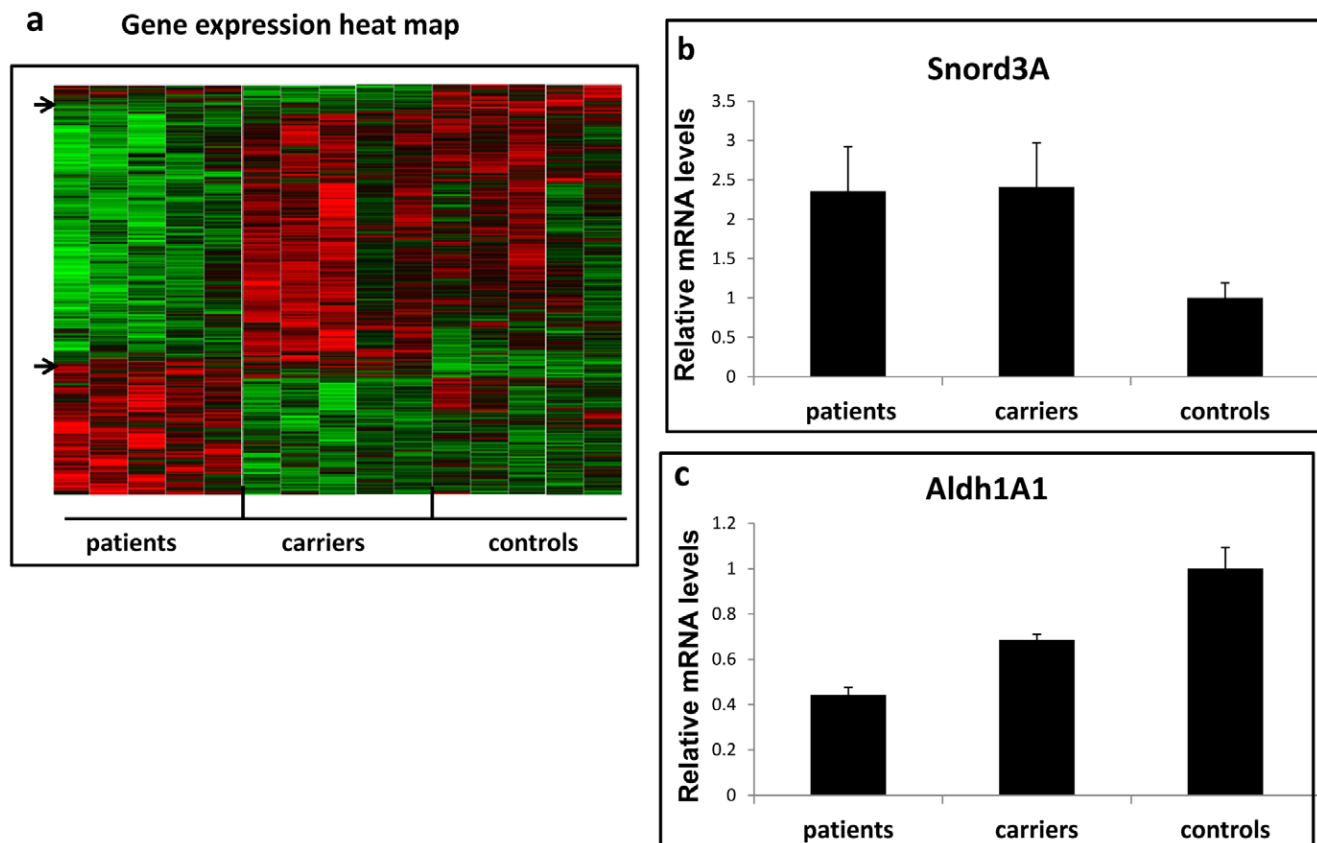 a
Gene expression heat map
patients
carriers
controls
b
Snord3A
Relative mRNA levels
3.5
3
2.5
2
1.5
1
0.5
0
patients
carriers
controls
c
Aldh1A1
Relative mRNA levels
1.2
1
0.8
0.6
0.4
0.2
0
patients
carriers
controls